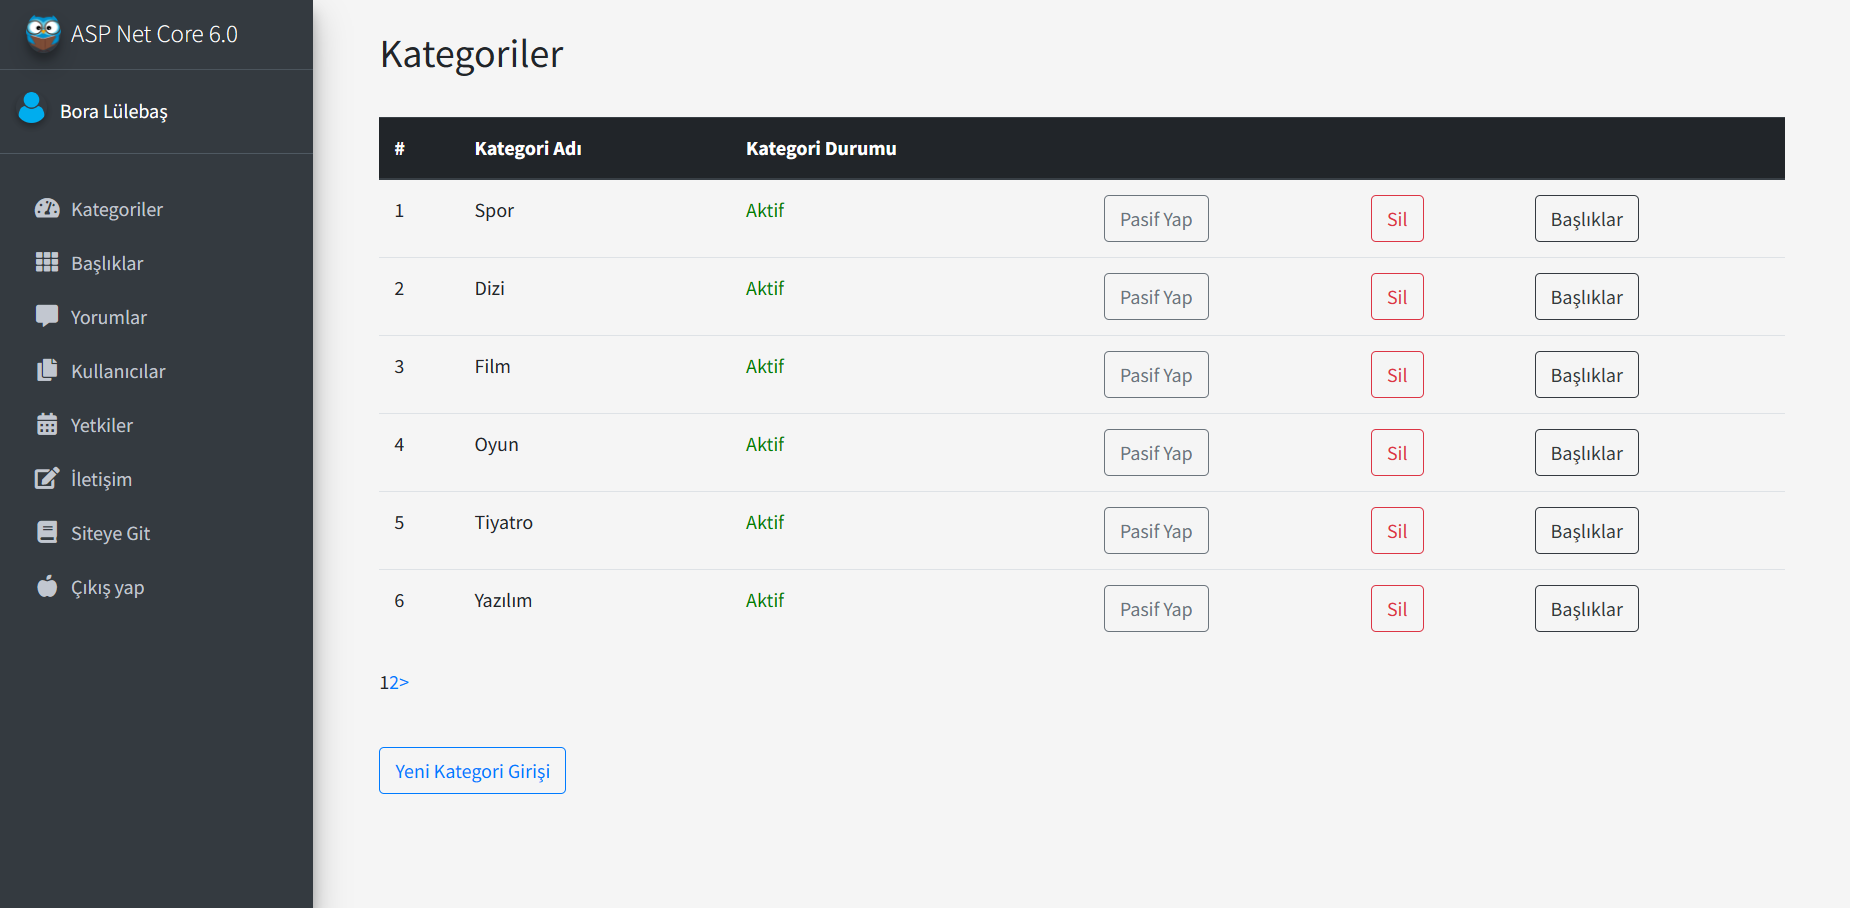 ASP Net Core 6.0
Bora Lülebaş
Kategoriler
Başlıklar
Yorumlar
Kullanıcılar
Yetkiler
İletişim
Siteye Git
Çıkış yap
Kategoriler
# Kategori Adı Kategori Durumu
1 Spor Aktif Pasif Yap Sil Başlıklar
2 Dizi Aktif Pasif Yap Sil Başlıklar
3 Film Aktif Pasif Yap Sil Başlıklar
4 Oyun Aktif Pasif Yap Sil Başlıklar
5 Tiyatro Aktif Pasif Yap Sil Başlıklar
6 Yazılım Aktif Pasif Yap Sil Başlıklar
12>
Yeni Kategori Girişi